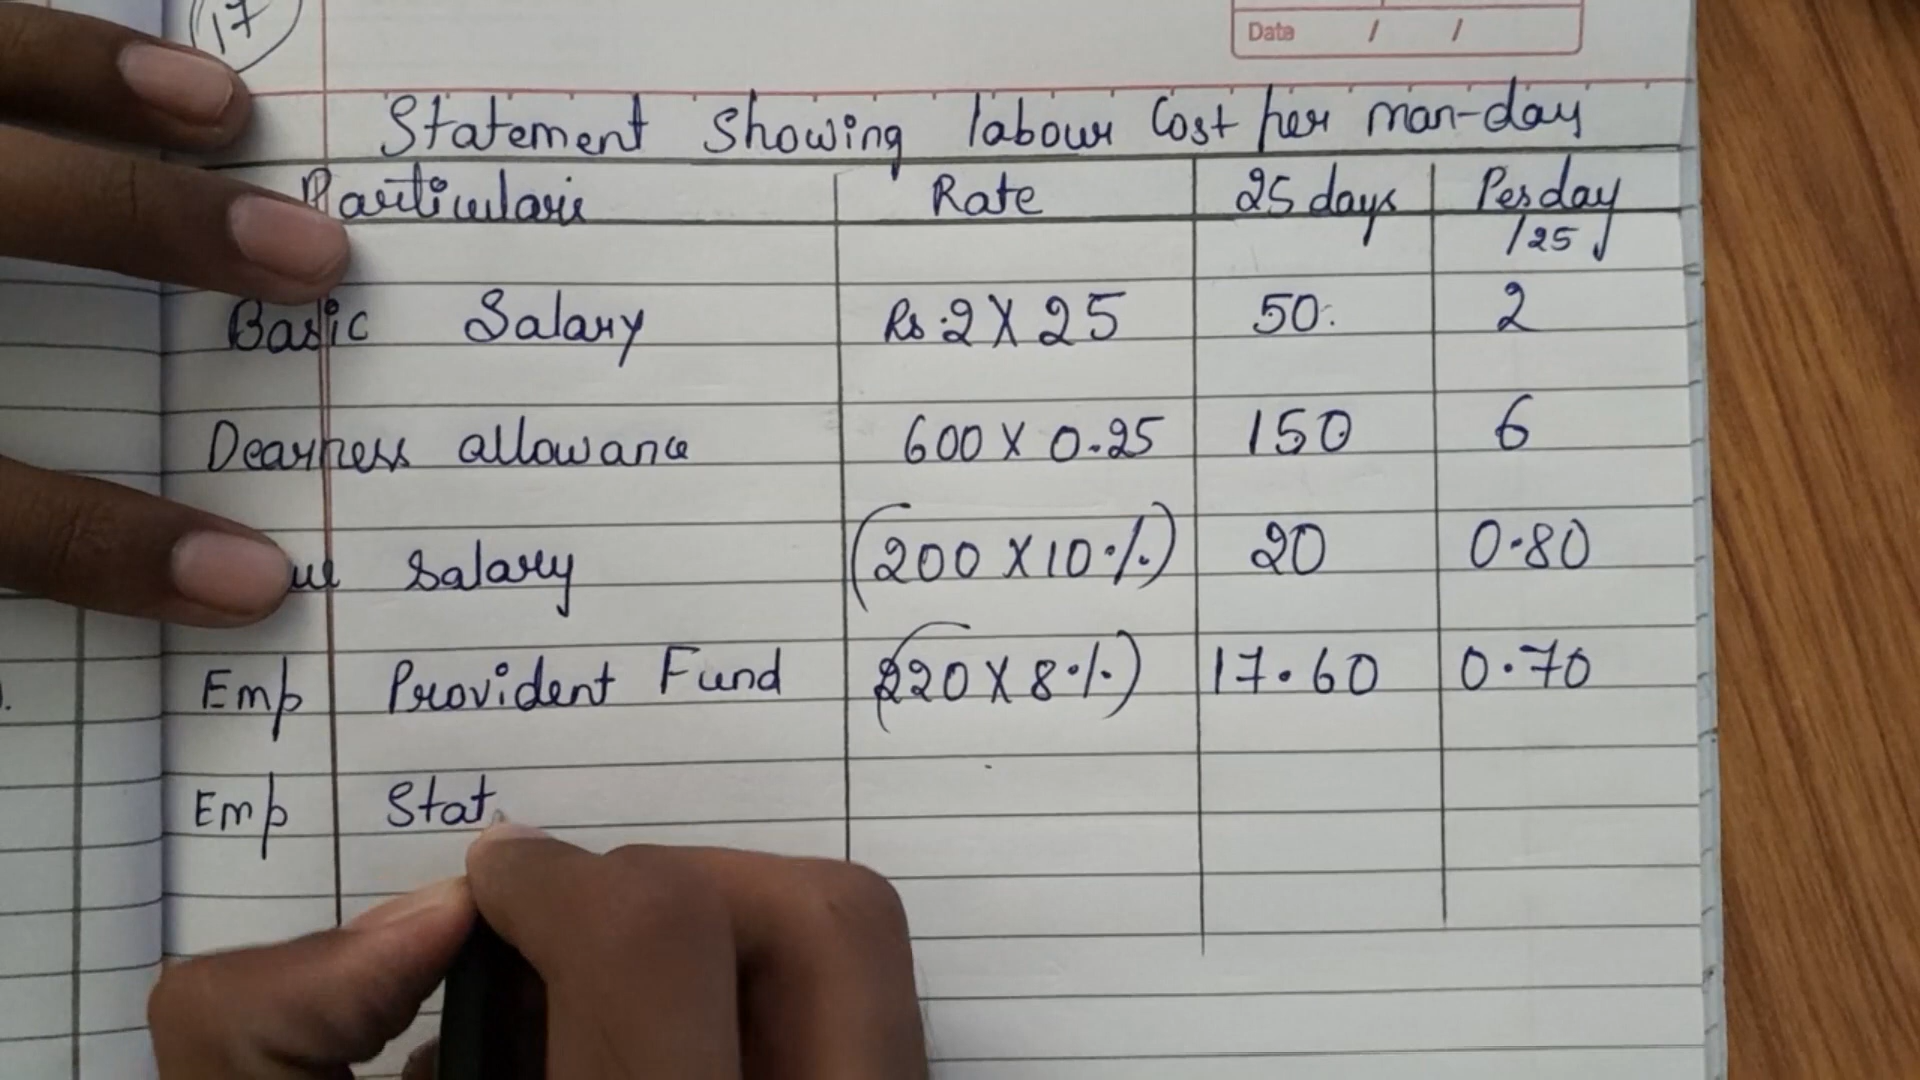 17
Date / /
Statement Showing labour Cost per man-day
Particulars Rate 25 days Per day
/25
Basic Salary Rs.2 X 25 50. 2
Dearness allowance 600 X 0.25 150 6
salary (200 X 10%) 20 0.80
Emp Provident Fund (220 X 8%) 17.60 0.70
Emp Stat